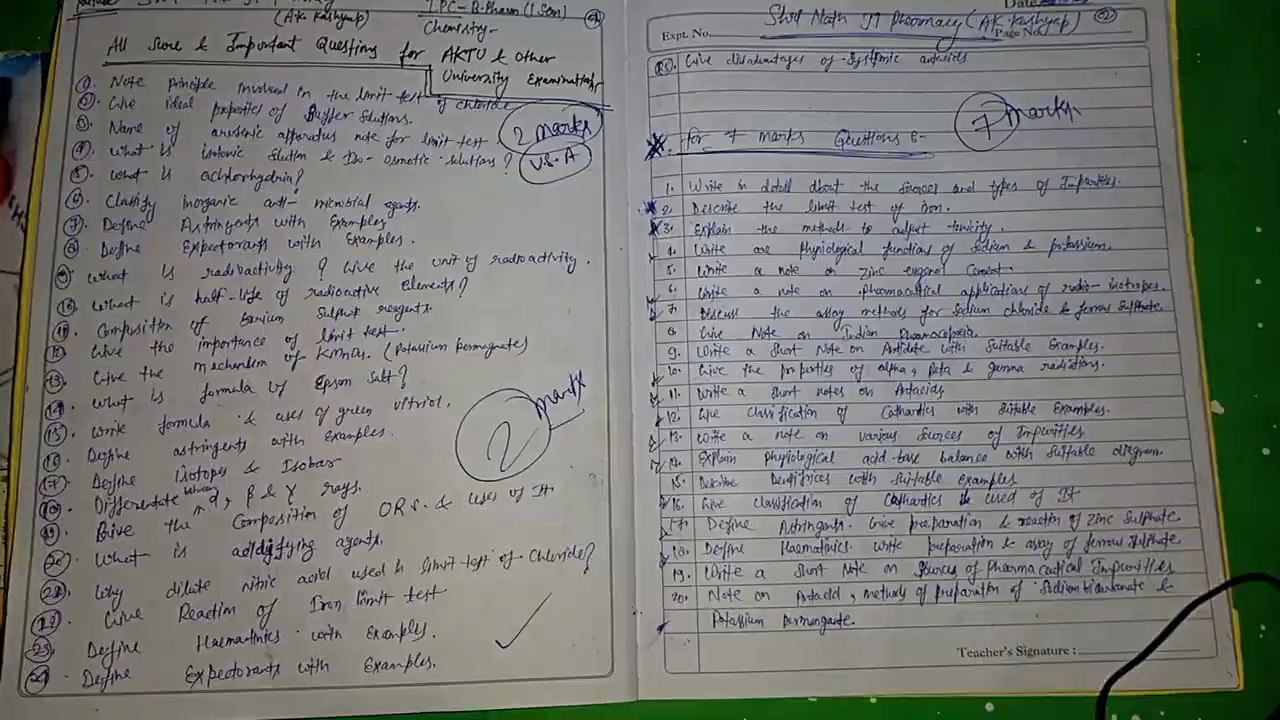 (A.K. Kashyap)
IPC - B.Pharm (I Sem)
Chemistry-
All Sure & Important Questing for AKTU & Other
University Examinations
1. Note principle involved in the limit test of chloride
2. Give ideal properties of Buffer Solutions.
3. Name of arsenic apparatus note for limit test.
4. What is isotonic Solution & Iso-osmotic solutions?
5. What is achlorhydria?
6. Classify inorganic anti-microbial agents.
7. Define Astringents with Examples
8. Define Expectorants with Examples.
9. What is radioactivity? Give the unit of radioactivity.
10. What is half-life of radioactive elements?
11. Composition of barium Sulphate reagents.
12. Give the importance of limit test.
13. Give the mechanism of KMnO4. (Potassium permagnate)
14. What is formula of Epsom Salt?
15. Write formula & uses of green vitriol.
16. Define astringents with Examples.
17. Define Isotopes & Isobar
18. Differentate between α, β & γ rays.
19. Give the Composition of ORS. & uses of It.
20. What is acidifying agents.
21. Why dilute Nitric acid used in limit test of Chloride?
22. Give Reaction of Iron limit test
23. Define Haematinics with Examples.
24. Define Expectorants with Examples.
2 marks
V.S.A
2 marks
Date
Shri Nath Ji Pharmacy (A.K. Kashyap)
Expt. No.
Page No.
25. Give disadvantages of Systemic antacids
7 marks
for 7 marks Questions :-
1. Write in detail about the Sources and types of Impurities.
2. Describe the limit test of iron.
3. Explain the methods to adjust tonicity.
4. Write are Physiological functions of Sodium & potassium.
5. Write a note on Zinc eugenol Cement.
6. Write a note on pharmaceutical applications of radio-isotopes.
7. Discuss the assay methods for Sodium chloride & ferrous Sulphate
8. Give Note on Indian Pharmacopoeia.
9. Write a Short Note on Antidote with Suitable Examples.
10. Give the properties of alpha, Beta & gamma radiations.
11. Write a short notes on Antacids
12. Give Classification of Cathartics with Suitable Examples.
13. Write a note on various Sources of Impurities
14. Explain Physiological acid-base balance with Suitable diagram.
15. Describe Dentifrices with Suitable examples
16. Give Classification of Cathartics & used of It
17. Define Astringents. Give preparation & reaction of Zinc Sulphate
18. Define Haematinics. write preparation & assay of ferrous Sulphate
19. Write a Short Note on Sources of Pharmaceutical Impurities
20. Note on Antacid, methods of preparation of Sodium bicarbonate &
Potassium permangnate.
Teacher's Signature :